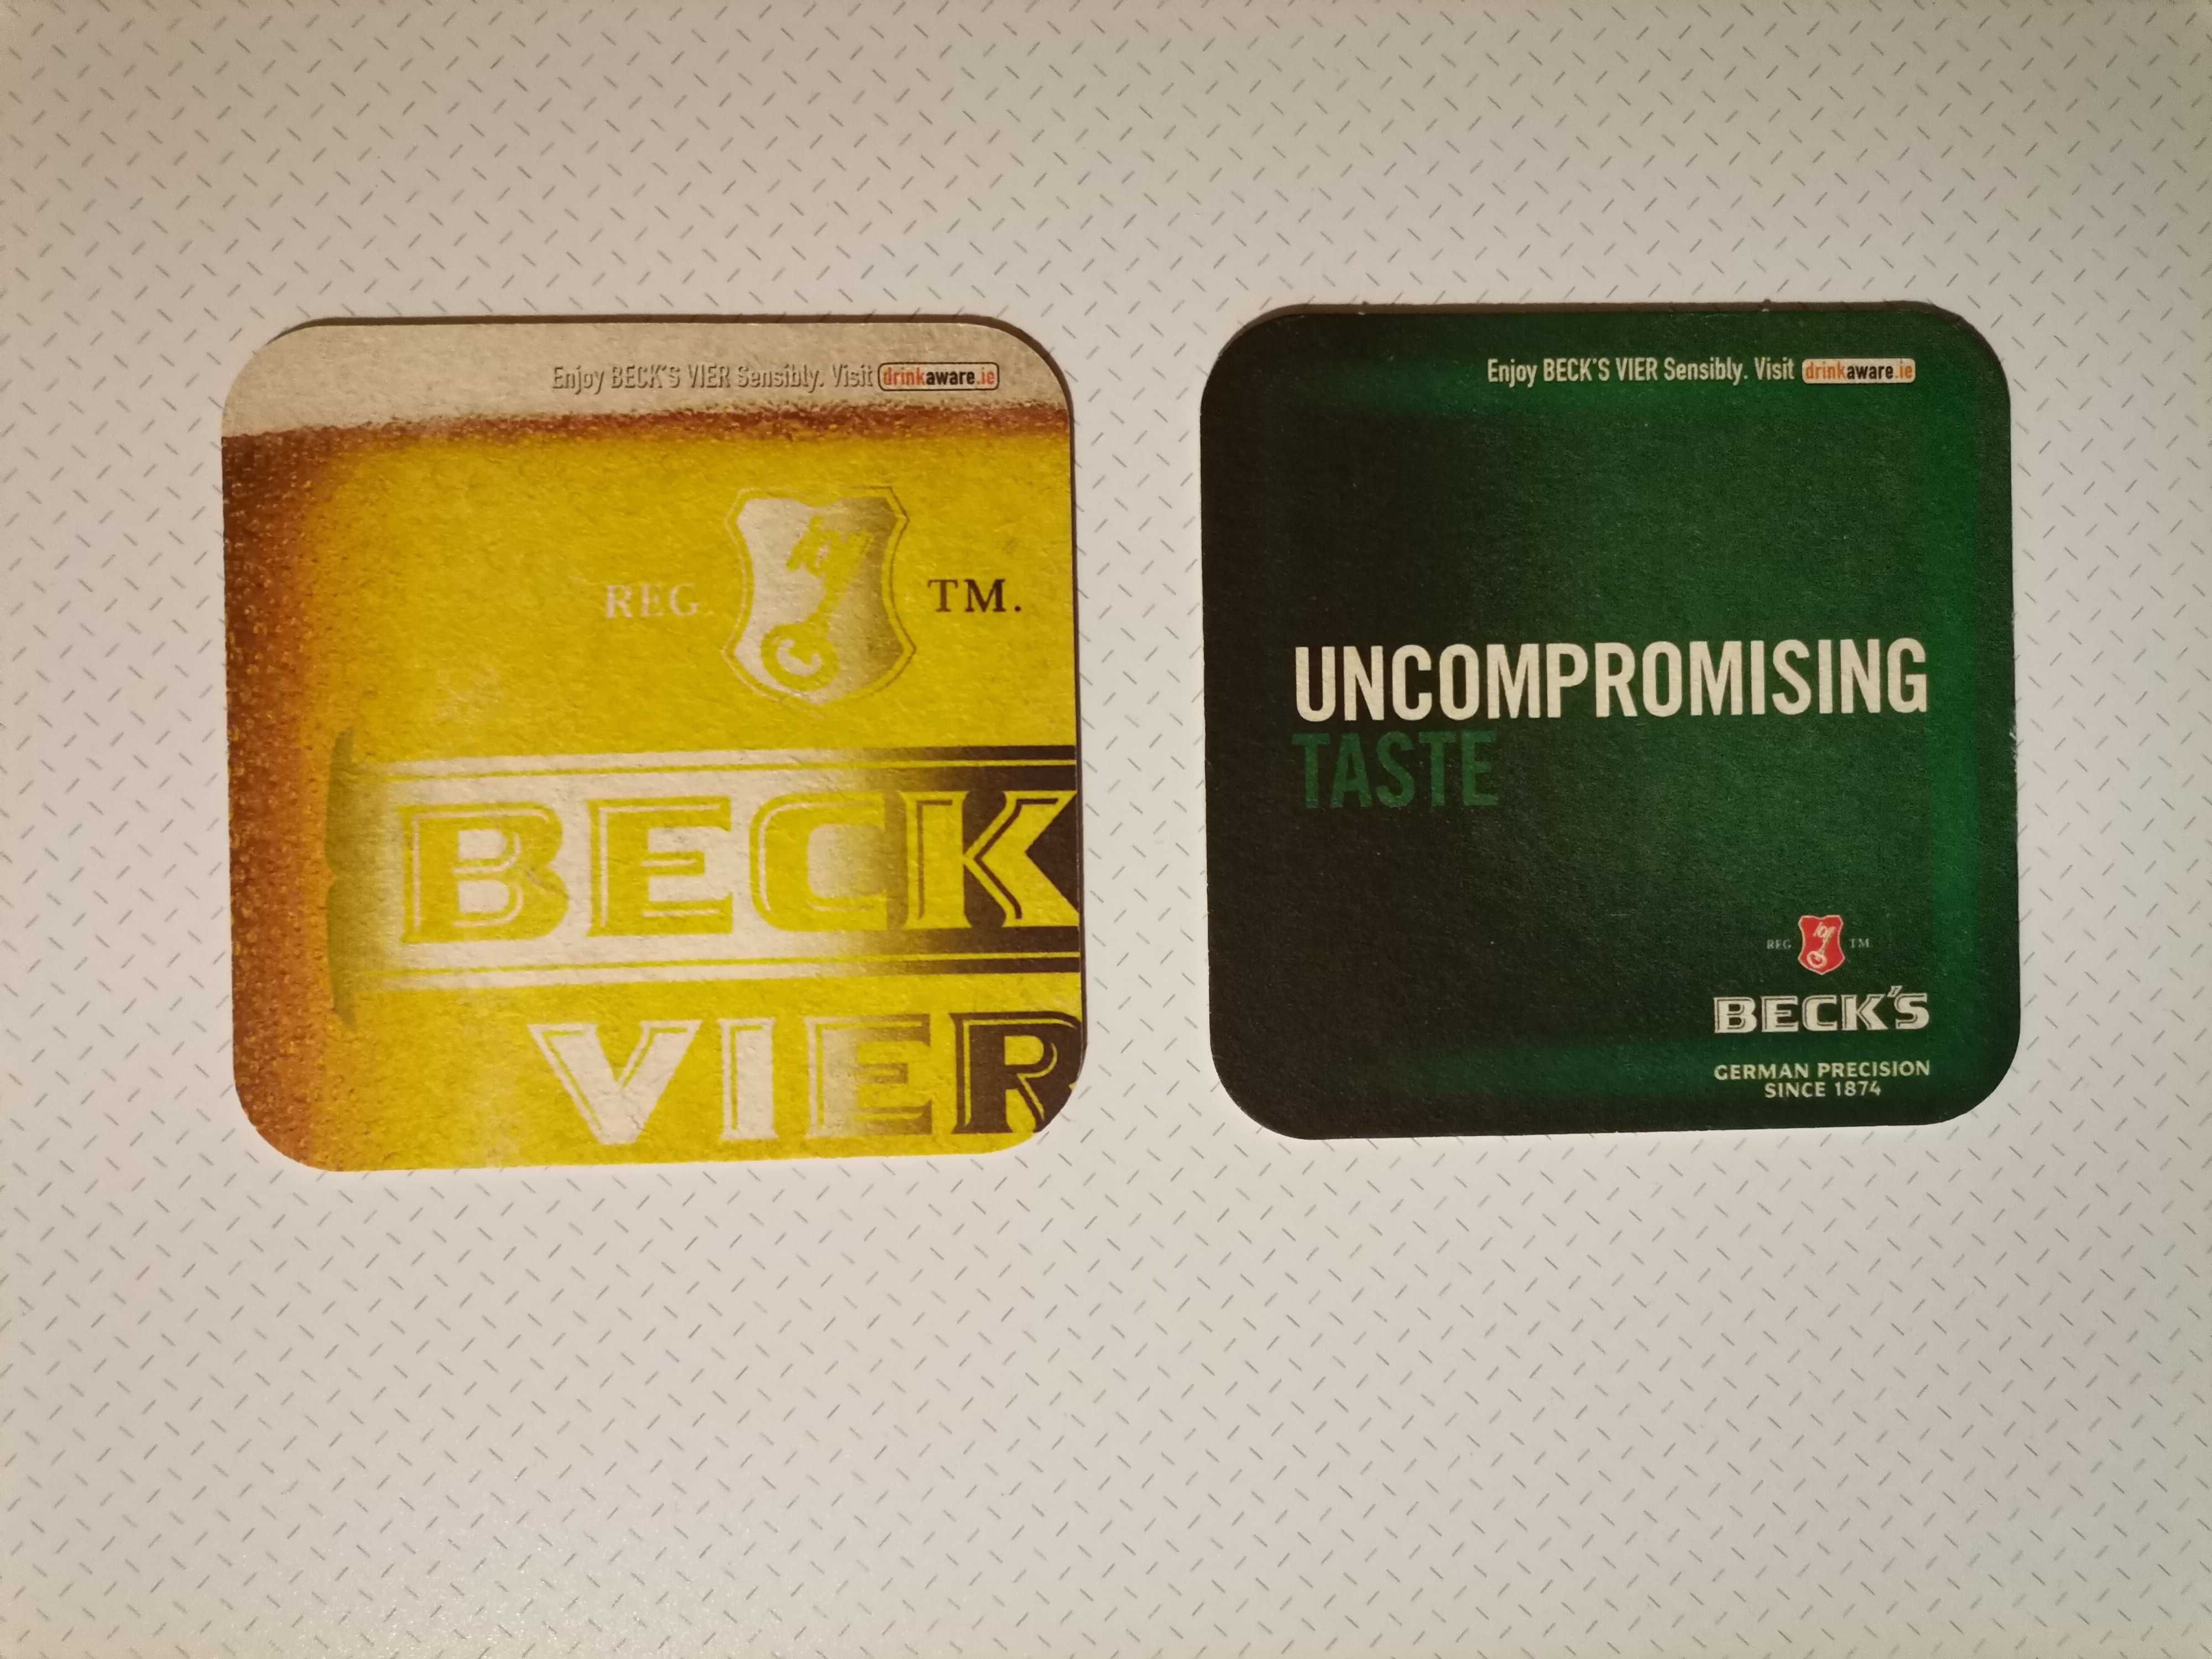 Enjoy BECK'S VIER Sensibly. Visit drinkaware.ie
REG. TM.
BECK
VIER
Enjoy BECK'S VIER Sensibly. Visit drinkaware.ie
UNCOMPROMISING
TASTE
REG. TM.
BECK'S
GERMAN PRECISION
SINCE 1874